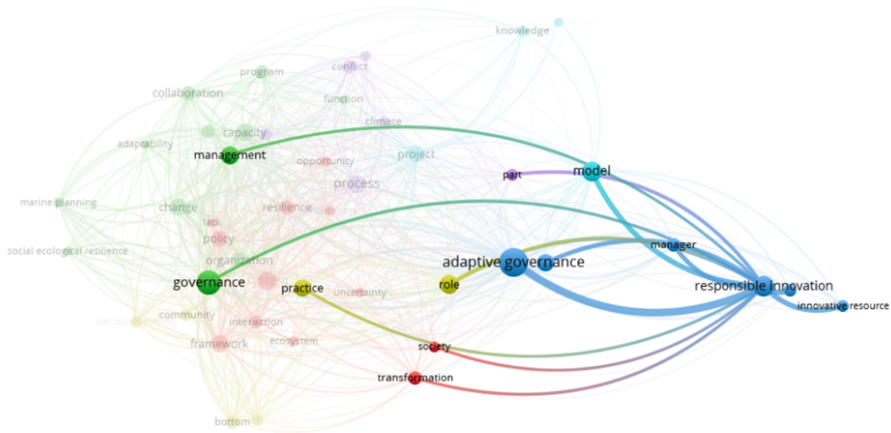 knowledge
conflict
program
collaboration
function
climate
capacity
adaptability
management
opportunity
project
model
part
process
marine planning
change
resilience
lack
policy
manager
social ecological resilience
organization
adaptive governance
governance
practice
role
responsible innovation
uncertainty
innovative resource
community
interaction
framework
ecosystem
society
transformation
bottom